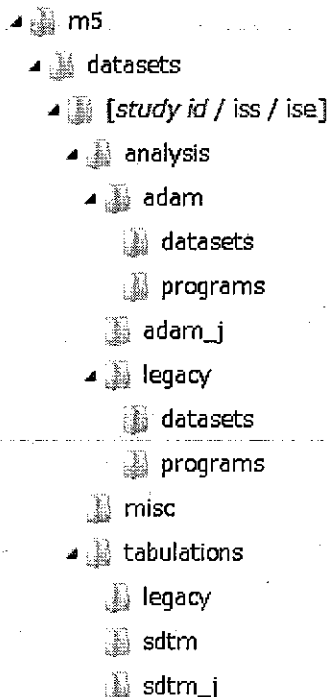 m5
datasets
[study id / iss / ise]
analysis
adam
datasets
programs
adam_j
legacy
datasets
programs
misc
tabulations
legacy
sdtm
sdtm_j